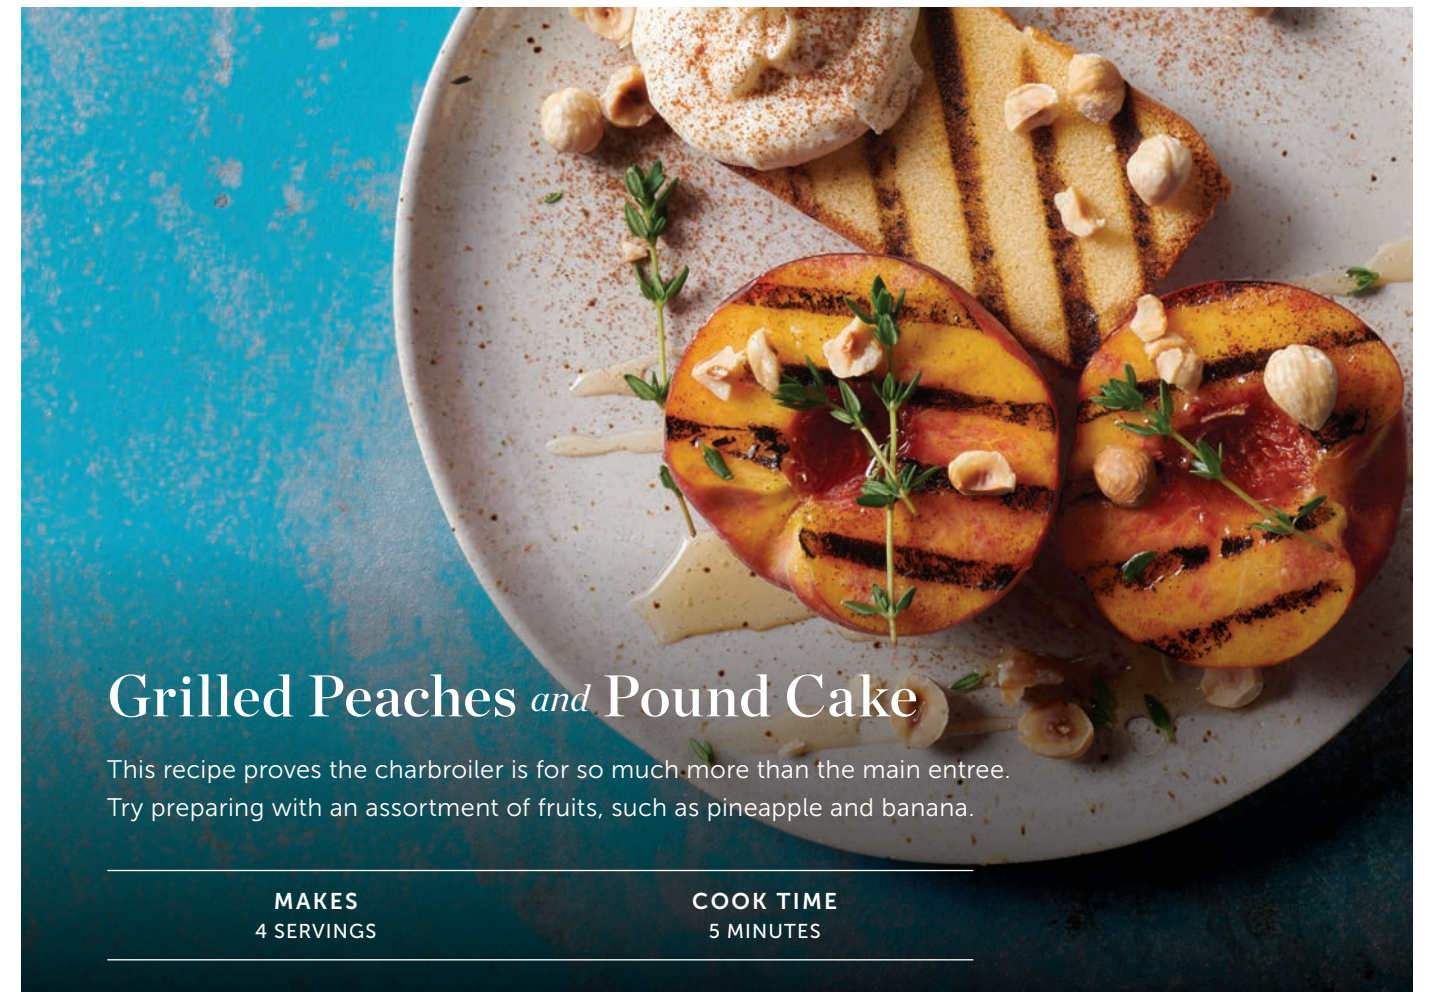 Grilled Peaches and Pound Cake
This recipe proves the charbroiler is for so much more than the main entree.
Try preparing with an assortment of fruits, such as pineapple and banana.
MAKES
4 SERVINGS
COOK TIME
5 MINUTES